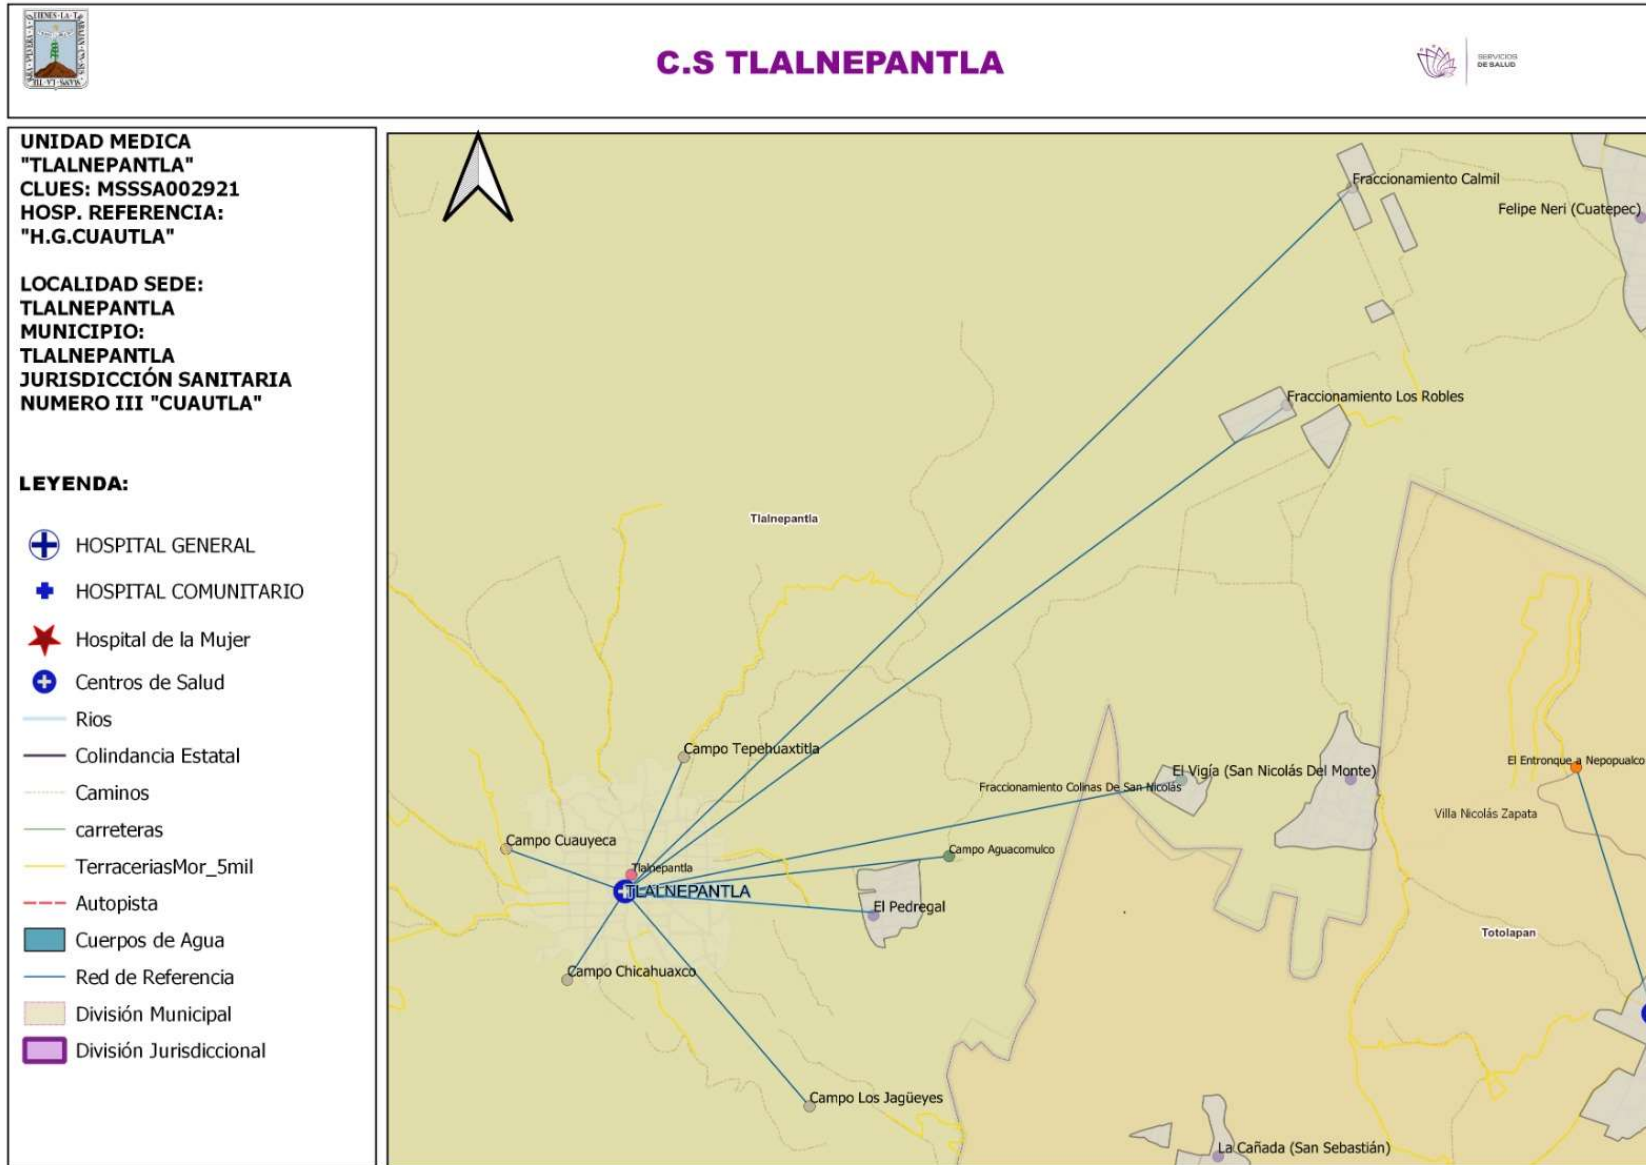 C.S TLALNEPANTLA
SERVICIOS
DE SALUD
UNIDAD MEDICA
"TLALNEPANTLA"
CLUES: MSSSA002921
HOSP. REFERENCIA:
"H.G.CUAUTLA"
LOCALIDAD SEDE:
TLALNEPANTLA
MUNICIPIO:
TLALNEPANTLA
JURISDICCIÓN SANITARIA
NUMERO III "CUAUTLA"
LEYENDA:
HOSPITAL GENERAL
HOSPITAL COMUNITARIO
Hospital de la Mujer
Centros de Salud
Rios
Colindancia Estatal
Caminos
carreteras
TerraceriasMor_5mil
Autopista
Cuerpos de Agua
Red de Referencia
División Municipal
División Jurisdiccional
Fraccionamiento Calmil
Felipe Neri (Cuatepec)
Fraccionamiento Los Robles
Tlalnepantla
Campo Tepehuaxtitla
El Entronque a Nepopualco
El Vigía (San Nicolás Del Monte)
Fraccionamiento Colinas De San Nicolás
Villa Nicolás Zapata
Campo Cuauyeca
Campo Aguacomulco
Tlalnepantla
TLALNEPANTLA
El Pedregal
Totolapan
Campo Chicahuaxco
Campo Los Jagüeyes
La Cañada (San Sebastián)